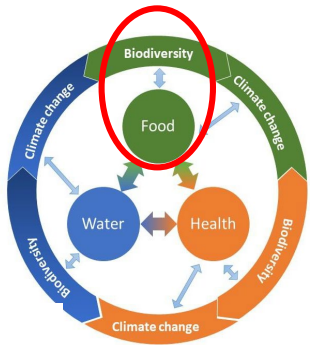 Biodiversity
Climate change
Climate change
Food
Water
Health
Biodiversity
Biodiversity
Climate change